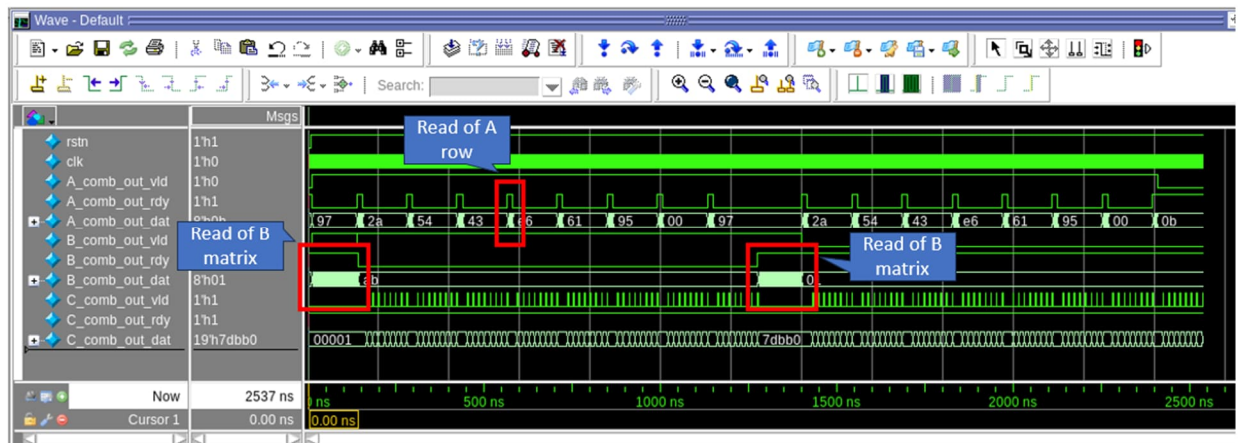 Wave - Default
Search:
Msgs
rstn 1'h1
clk 1'h0
A_comb_out_vld 1'h0
A_comb_out_rdy 1'h1
A_comb_out_dat 8'h0b 97 2a 54 43 e6 61 95 00 97 2a 54 43 e6 61 95 00 0b
B_comb_out_vld
B_comb_out_rdy
B_comb_out_dat 8'h01 ab 01
C_comb_out_vld 1'h1
C_comb_out_rdy 1'h1
C_comb_out_dat 19'h7dbb0 00001 7dbb0
Read of A
row
Read of B
matrix
Read of B
matrix
Now 2537 ns ns 500 ns 1000 ns 1500 ns 2000 ns 2500 ns
Cursor 1 0.00 ns 0.00 ns